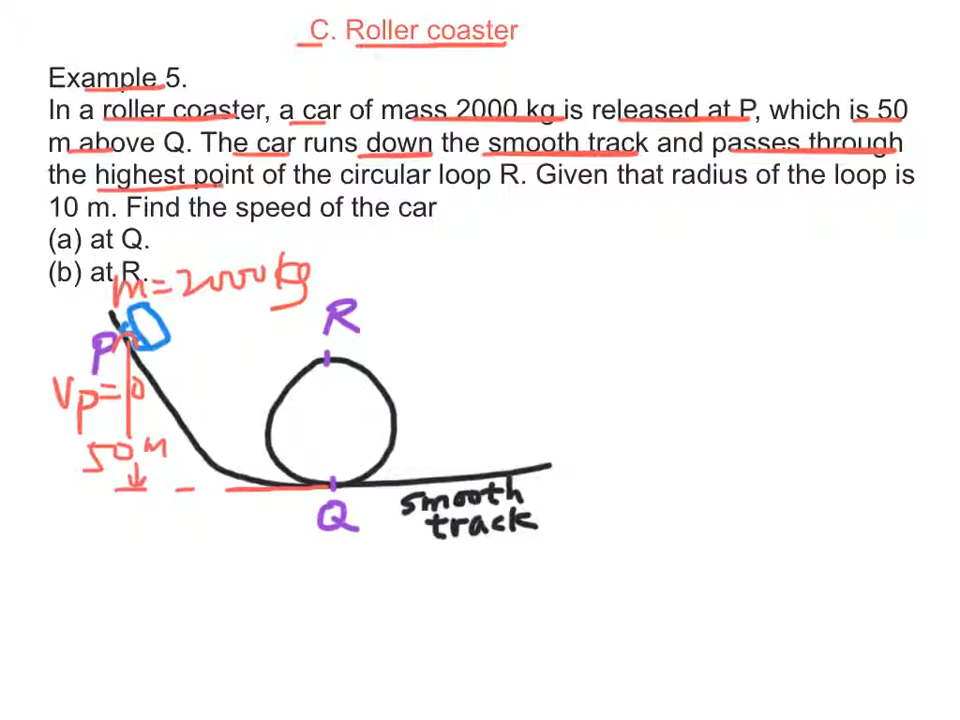 C. Roller coaster
Example 5.
In a roller coaster, a car of mass 2000 kg is released at P, which is 50
m above Q. The car runs down the smooth track and passes through
the highest point of the circular loop R. Given that radius of the loop is
10 m. Find the speed of the car
(a) at Q.
(b) at R.
m = 2000 kg
R
P
Vp = 0
50 m
Q
smooth
track